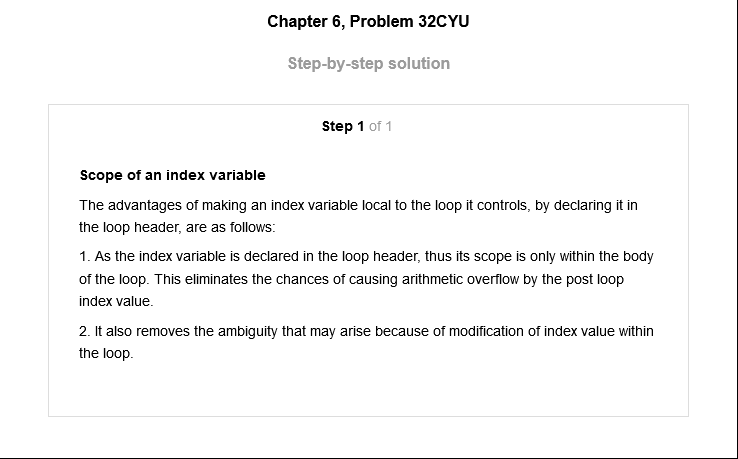 Chapter 6, Problem 32CYU
Step-by-step solution
Step 1 of 1
Scope of an index variable
The advantages of making an index variable local to the loop it controls, by declaring it in
the loop header, are as follows:
1. As the index variable is declared in the loop header, thus its scope is only within the body
of the loop. This eliminates the chances of causing arithmetic overflow by the post loop
index value.
2. It also removes the ambiguity that may arise because of modification of index value within
the loop.